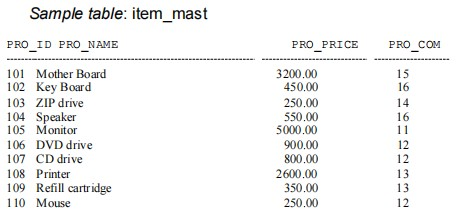 Sample table: item_mast
PRO_ID PRO_NAME PRO_PRICE PRO_COM
101 Mother Board 3200.00 15
102 Key Board 450.00 16
103 ZIP drive 250.00 14
104 Speaker 550.00 16
105 Monitor 5000.00 11
106 DVD drive 900.00 12
107 CD drive 800.00 12
108 Printer 2600.00 13
109 Refill cartridge 350.00 13
110 Mouse 250.00 12